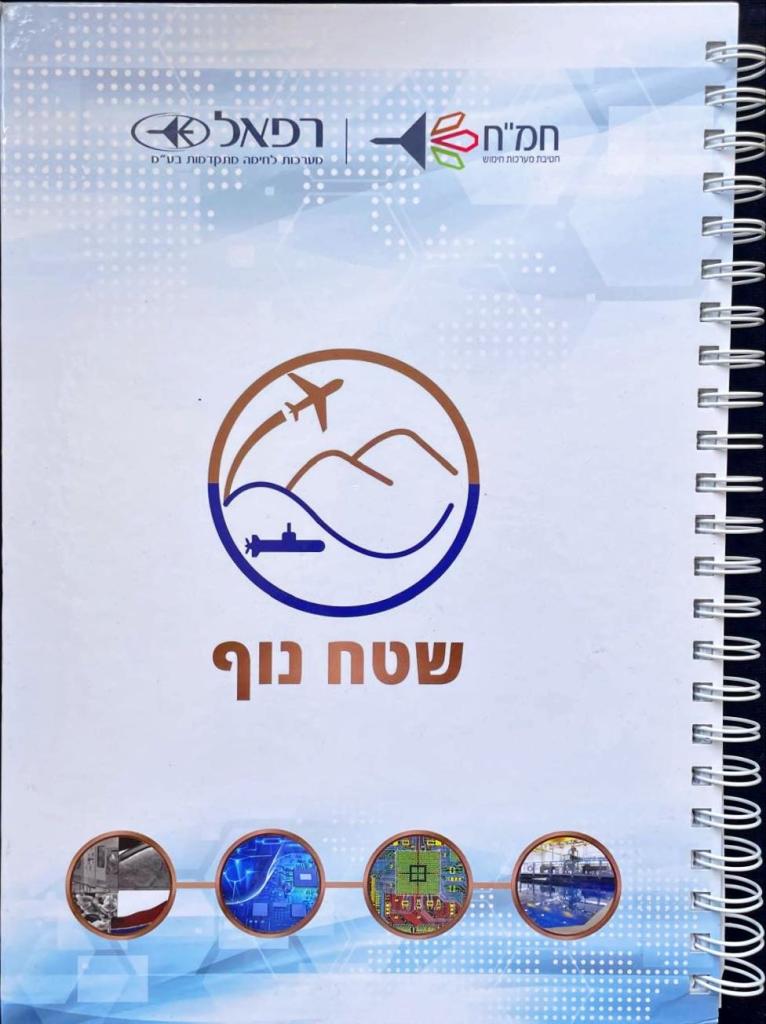 חמ"ח
חטיבת מערכות חימוש
רפאל
מערכות לחימה מתקדמות בע"מ
שטח נוף